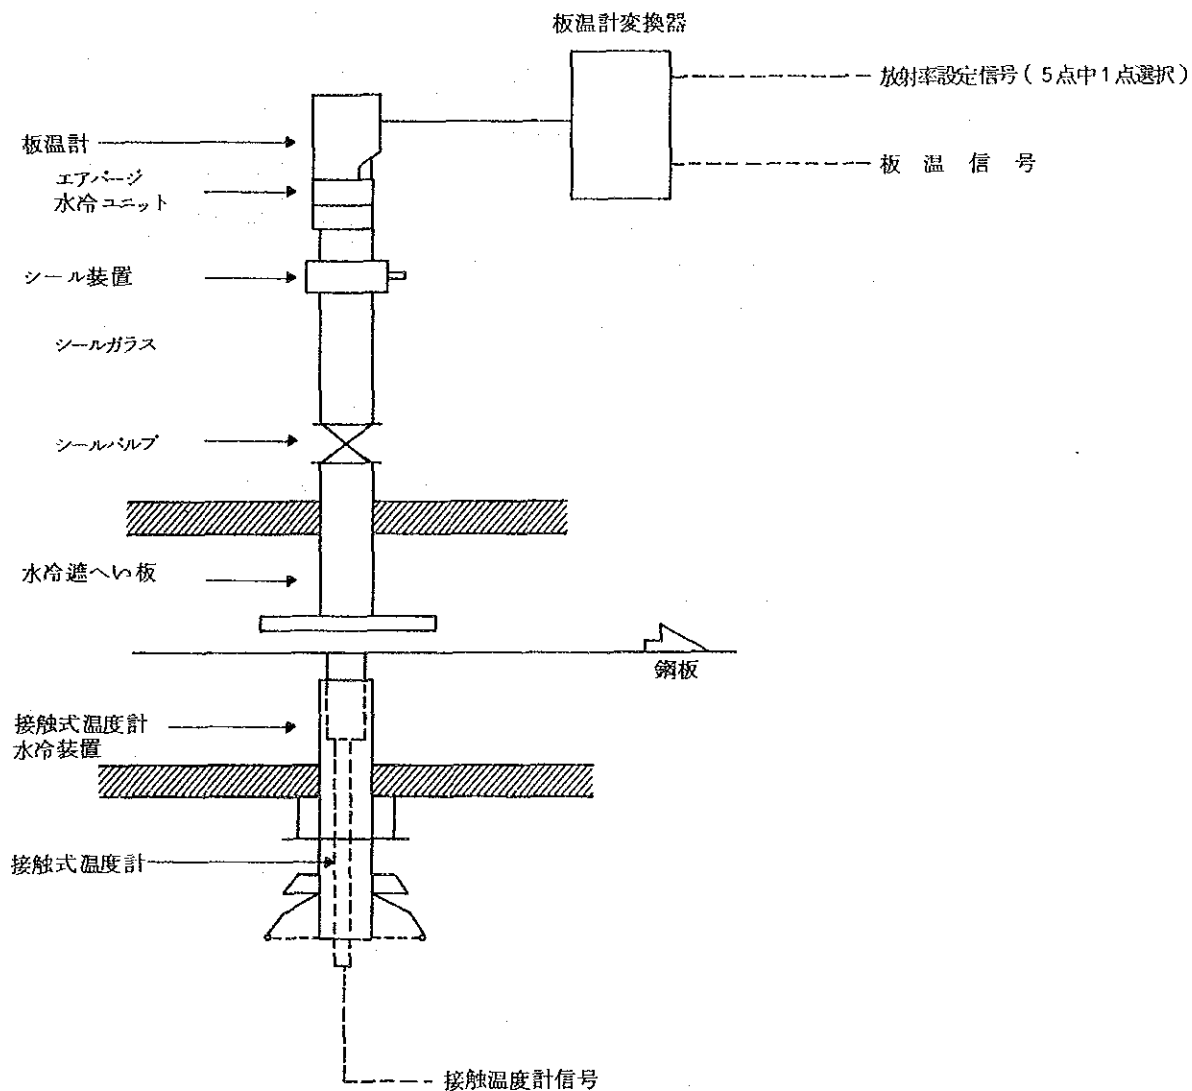 板温計変換器
放射率設定信号(5点中1点選択)
板温計
板温信号
エアパージ
水冷ユニット
シール装置
シールガラス
シールバルブ
水冷遮へい板
鋼板
接触式温度計
水冷装置
接触式温度計
接触温度計信号